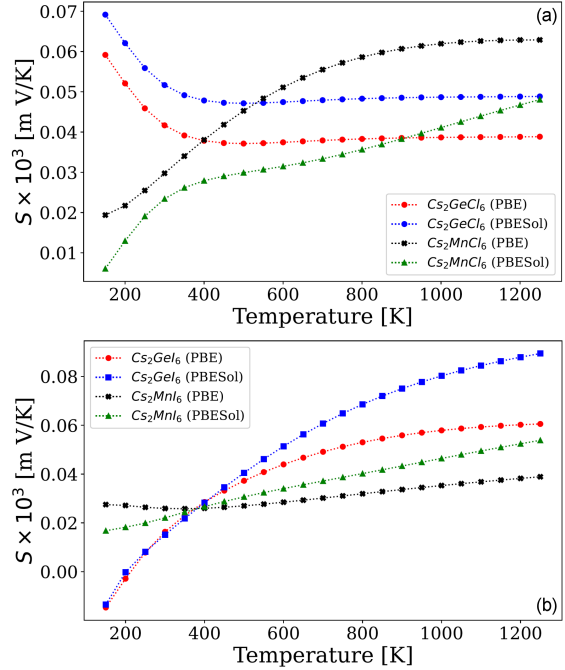 (a)
0.07
0.06
0.05
0.04
0.03
0.02
0.01
S × 10³ [m V/K]
Cs₂GeCl₆ (PBE)
Cs₂GeCl₆ (PBESol)
Cs₂MnCl₆ (PBE)
Cs₂MnCl₆ (PBESol)
200 400 600 800 1000 1200
Temperature [K]
Cs₂GeI₆ (PBE)
Cs₂GeI₆ (PBESol)
Cs₂MnI₆ (PBE)
Cs₂MnI₆ (PBESol)
0.08
0.06
0.04
0.02
0.00
S × 10³ [m V/K]
(b)
200 400 600 800 1000 1200
Temperature [K]